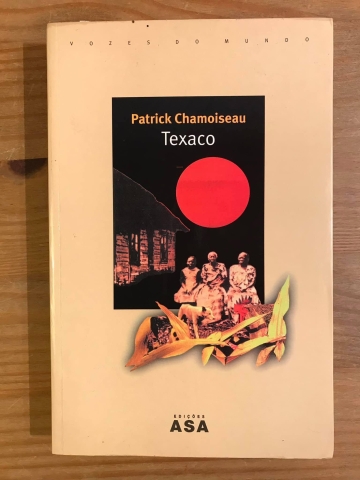 VOZES DO MUNDO
Patrick Chamoiseau
Texaco
EDIÇÕES
ASA